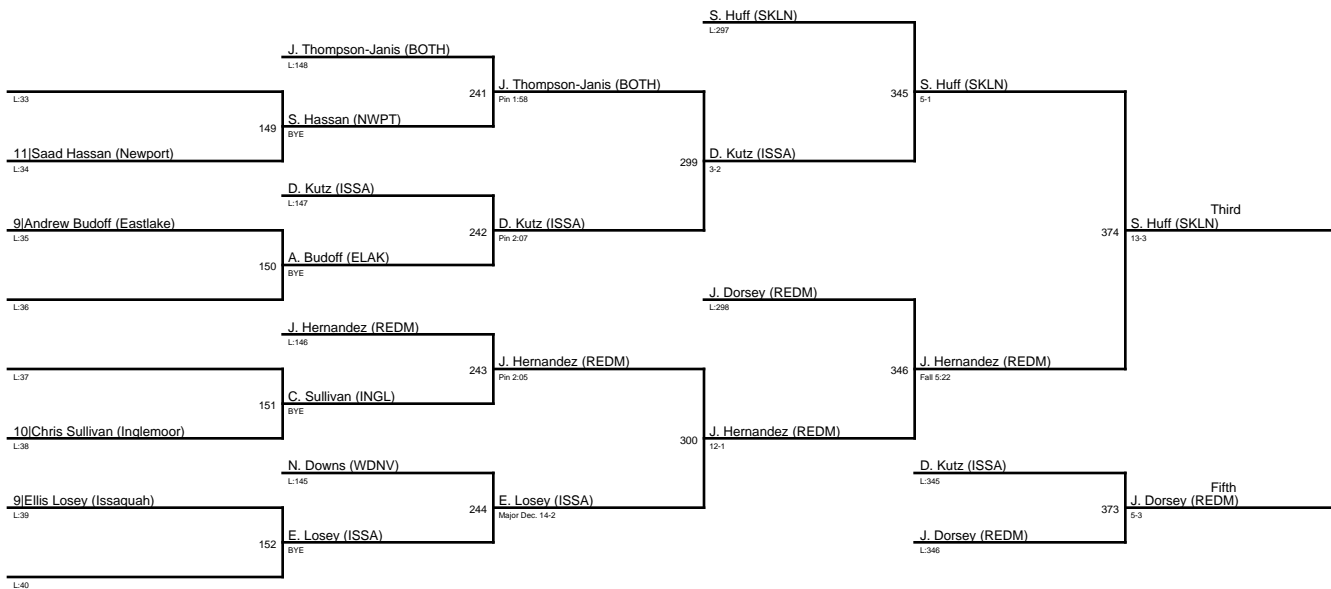 S. Huff (SKLN)
L:297
J. Thompson-Janis (BOTH)
L:148
241
J. Thompson-Janis (BOTH)
Pin 1:58
345
S. Huff (SKLN)
5-1
L:33
149
S. Hassan (NWPT)
BYE
11|Saad Hassan (Newport)
L:34
299
D. Kutz (ISSA)
3-2
D. Kutz (ISSA)
L:147
9|Andrew Budoff (Eastlake)
L:35
242
D. Kutz (ISSA)
Pin 2:07
374
Third
S. Huff (SKLN)
13-3
150
A. Budoff (ELAK)
BYE
L:36
J. Dorsey (REDM)
L:298
J. Hernandez (REDM)
L:146
L:37
243
J. Hernandez (REDM)
Pin 2:05
346
J. Hernandez (REDM)
Fall 5:22
151
C. Sullivan (INGL)
BYE
10|Chris Sullivan (Inglemoor)
L:38
300
J. Hernandez (REDM)
12-1
N. Downs (WDNV)
L:145
D. Kutz (ISSA)
L:345
9|Ellis Losey (Issaquah)
L:39
244
E. Losey (ISSA)
Major Dec. 14-2
373
Fifth
J. Dorsey (REDM)
5-3
152
E. Losey (ISSA)
BYE
J. Dorsey (REDM)
L:346
L:40